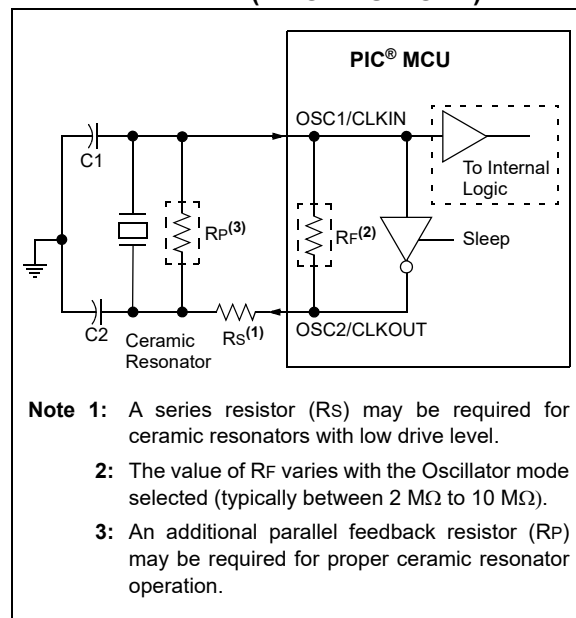 PIC® MCU
OSC1/CLKIN
C1
To Internal
Logic
RP(3)
RF(2)
Sleep
C2
Ceramic
Resonator
RS(1)
OSC2/CLKOUT
Note 1: A series resistor (RS) may be required for
ceramic resonators with low drive level.
2: The value of RF varies with the Oscillator mode
selected (typically between 2 MΩ to 10 MΩ).
3: An additional parallel feedback resistor (RP)
may be required for proper ceramic resonator
operation.